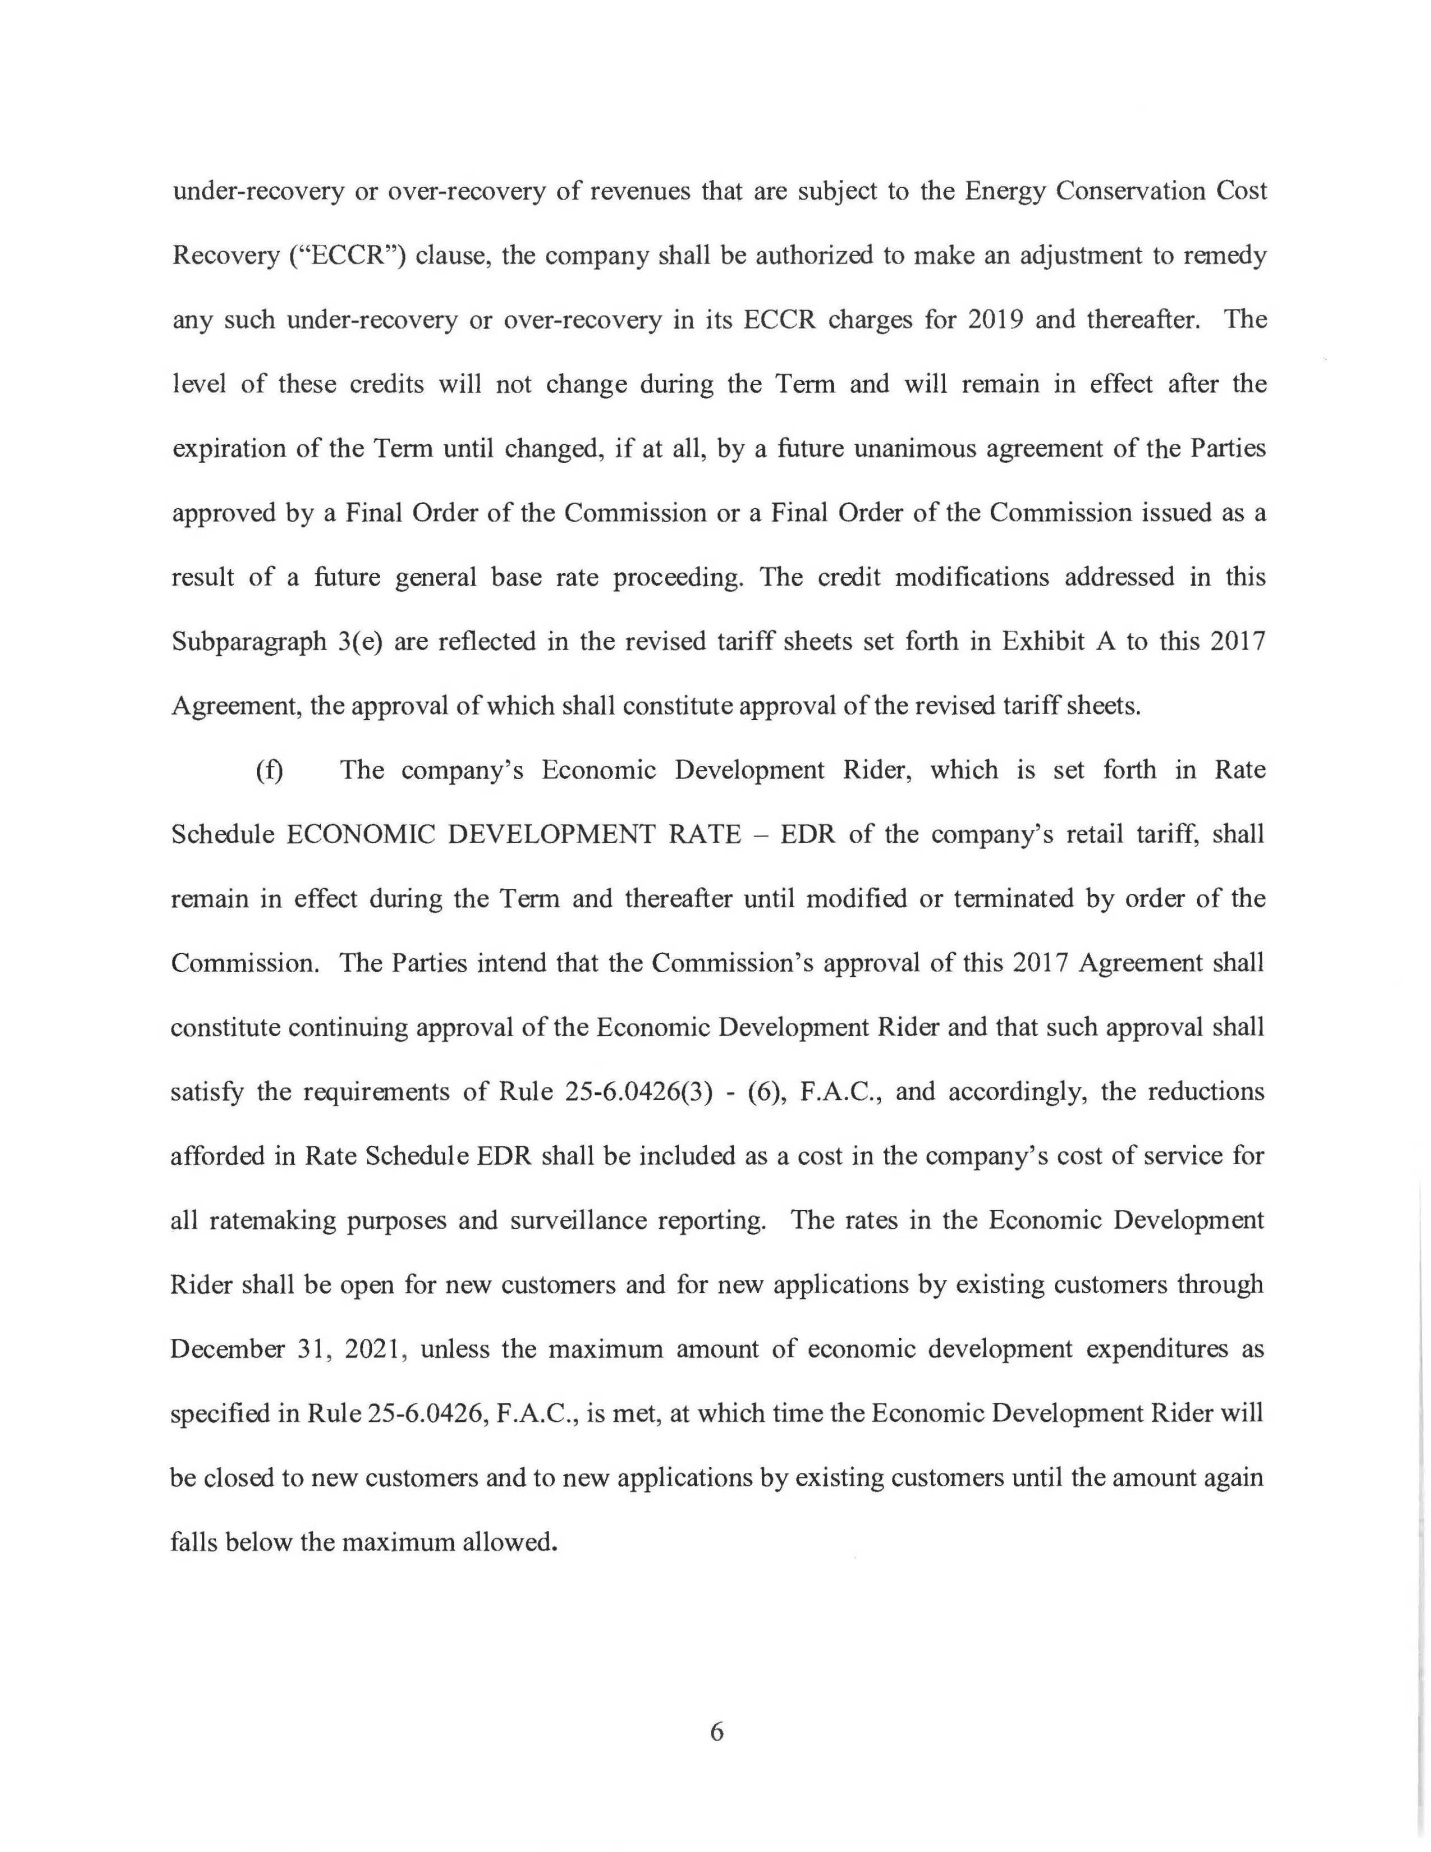 under-recovery or over-recovery of revenues that are subject to the Energy Conservation Cost
Recovery (“ECCR”) clause, the company shall be authorized to make an adjustment to remedy
any such under-recovery or over-recovery in its ECCR charges for 2019 and thereafter. The
level of these credits will not change during the Term and will remain in effect after the
expiration of the Term until changed, if at all, by a future unanimous agreement of the Parties
approved by a Final Order of the Commission or a Final Order of the Commission issued as a
result of a future general base rate proceeding. The credit modifications addressed in this
Subparagraph 3(e) are reflected in the revised tariff sheets set forth in Exhibit A to this 2017
Agreement, the approval of which shall constitute approval of the revised tariff sheets.
(f) The company’s Economic Development Rider, which is set forth in Rate
Schedule ECONOMIC DEVELOPMENT RATE – EDR of the company’s retail tariff, shall
remain in effect during the Term and thereafter until modified or terminated by order of the
Commission. The Parties intend that the Commission’s approval of this 2017 Agreement shall
constitute continuing approval of the Economic Development Rider and that such approval shall
satisfy the requirements of Rule 25-6.0426(3) - (6), F.A.C., and accordingly, the reductions
afforded in Rate Schedule EDR shall be included as a cost in the company’s cost of service for
all ratemaking purposes and surveillance reporting. The rates in the Economic Development
Rider shall be open for new customers and for new applications by existing customers through
December 31, 2021, unless the maximum amount of economic development expenditures as
specified in Rule 25-6.0426, F.A.C., is met, at which time the Economic Development Rider will
be closed to new customers and to new applications by existing customers until the amount again
falls below the maximum allowed.
6